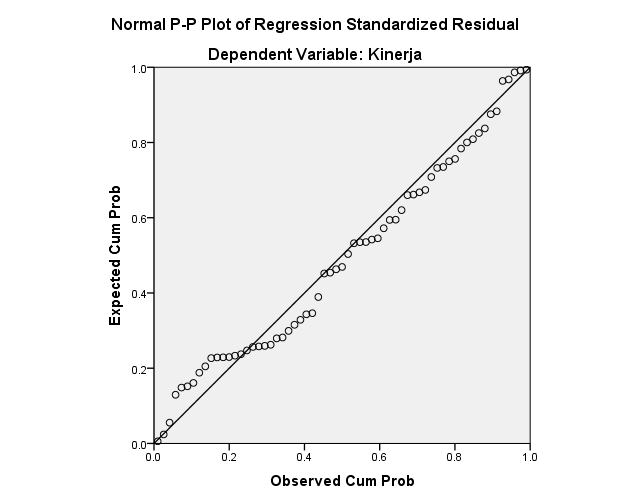 Normal P-P Plot of Regression Standardized Residual
Dependent Variable: Kinerja
1.0
0.8
0.6
0.4
0.2
0.0
Expected Cum Prob
0.0 0.2 0.4 0.6 0.8 1.0
Observed Cum Prob